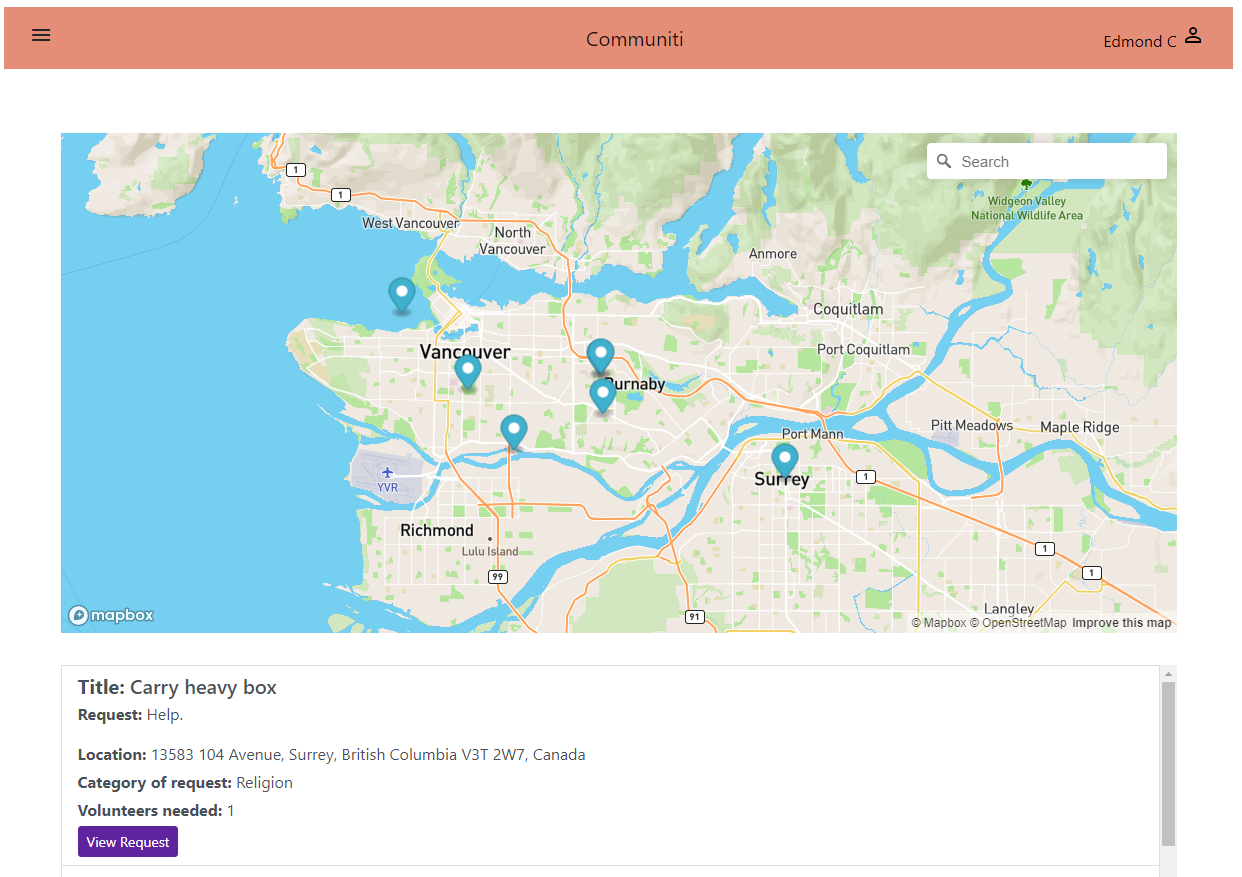 Communiti
Edmond C
Search
1
1
Widgeon Valley
National Wildlife Area
West Vancouver
North
Vancouver
Anmore
Coquitlam
Port Coquitlam
Vancouver
Burnaby
Pitt Meadows
Maple Ridge
Port Mann
Surrey
1
YVR
Richmond
Lulu Island
99
1
1
91
Langley
mapbox
© Mapbox © OpenStreetMap Improve this map
Title: Carry heavy box
Request: Help.
Location: 13583 104 Avenue, Surrey, British Columbia V3T 2W7, Canada
Category of request: Religion
Volunteers needed: 1
View Request